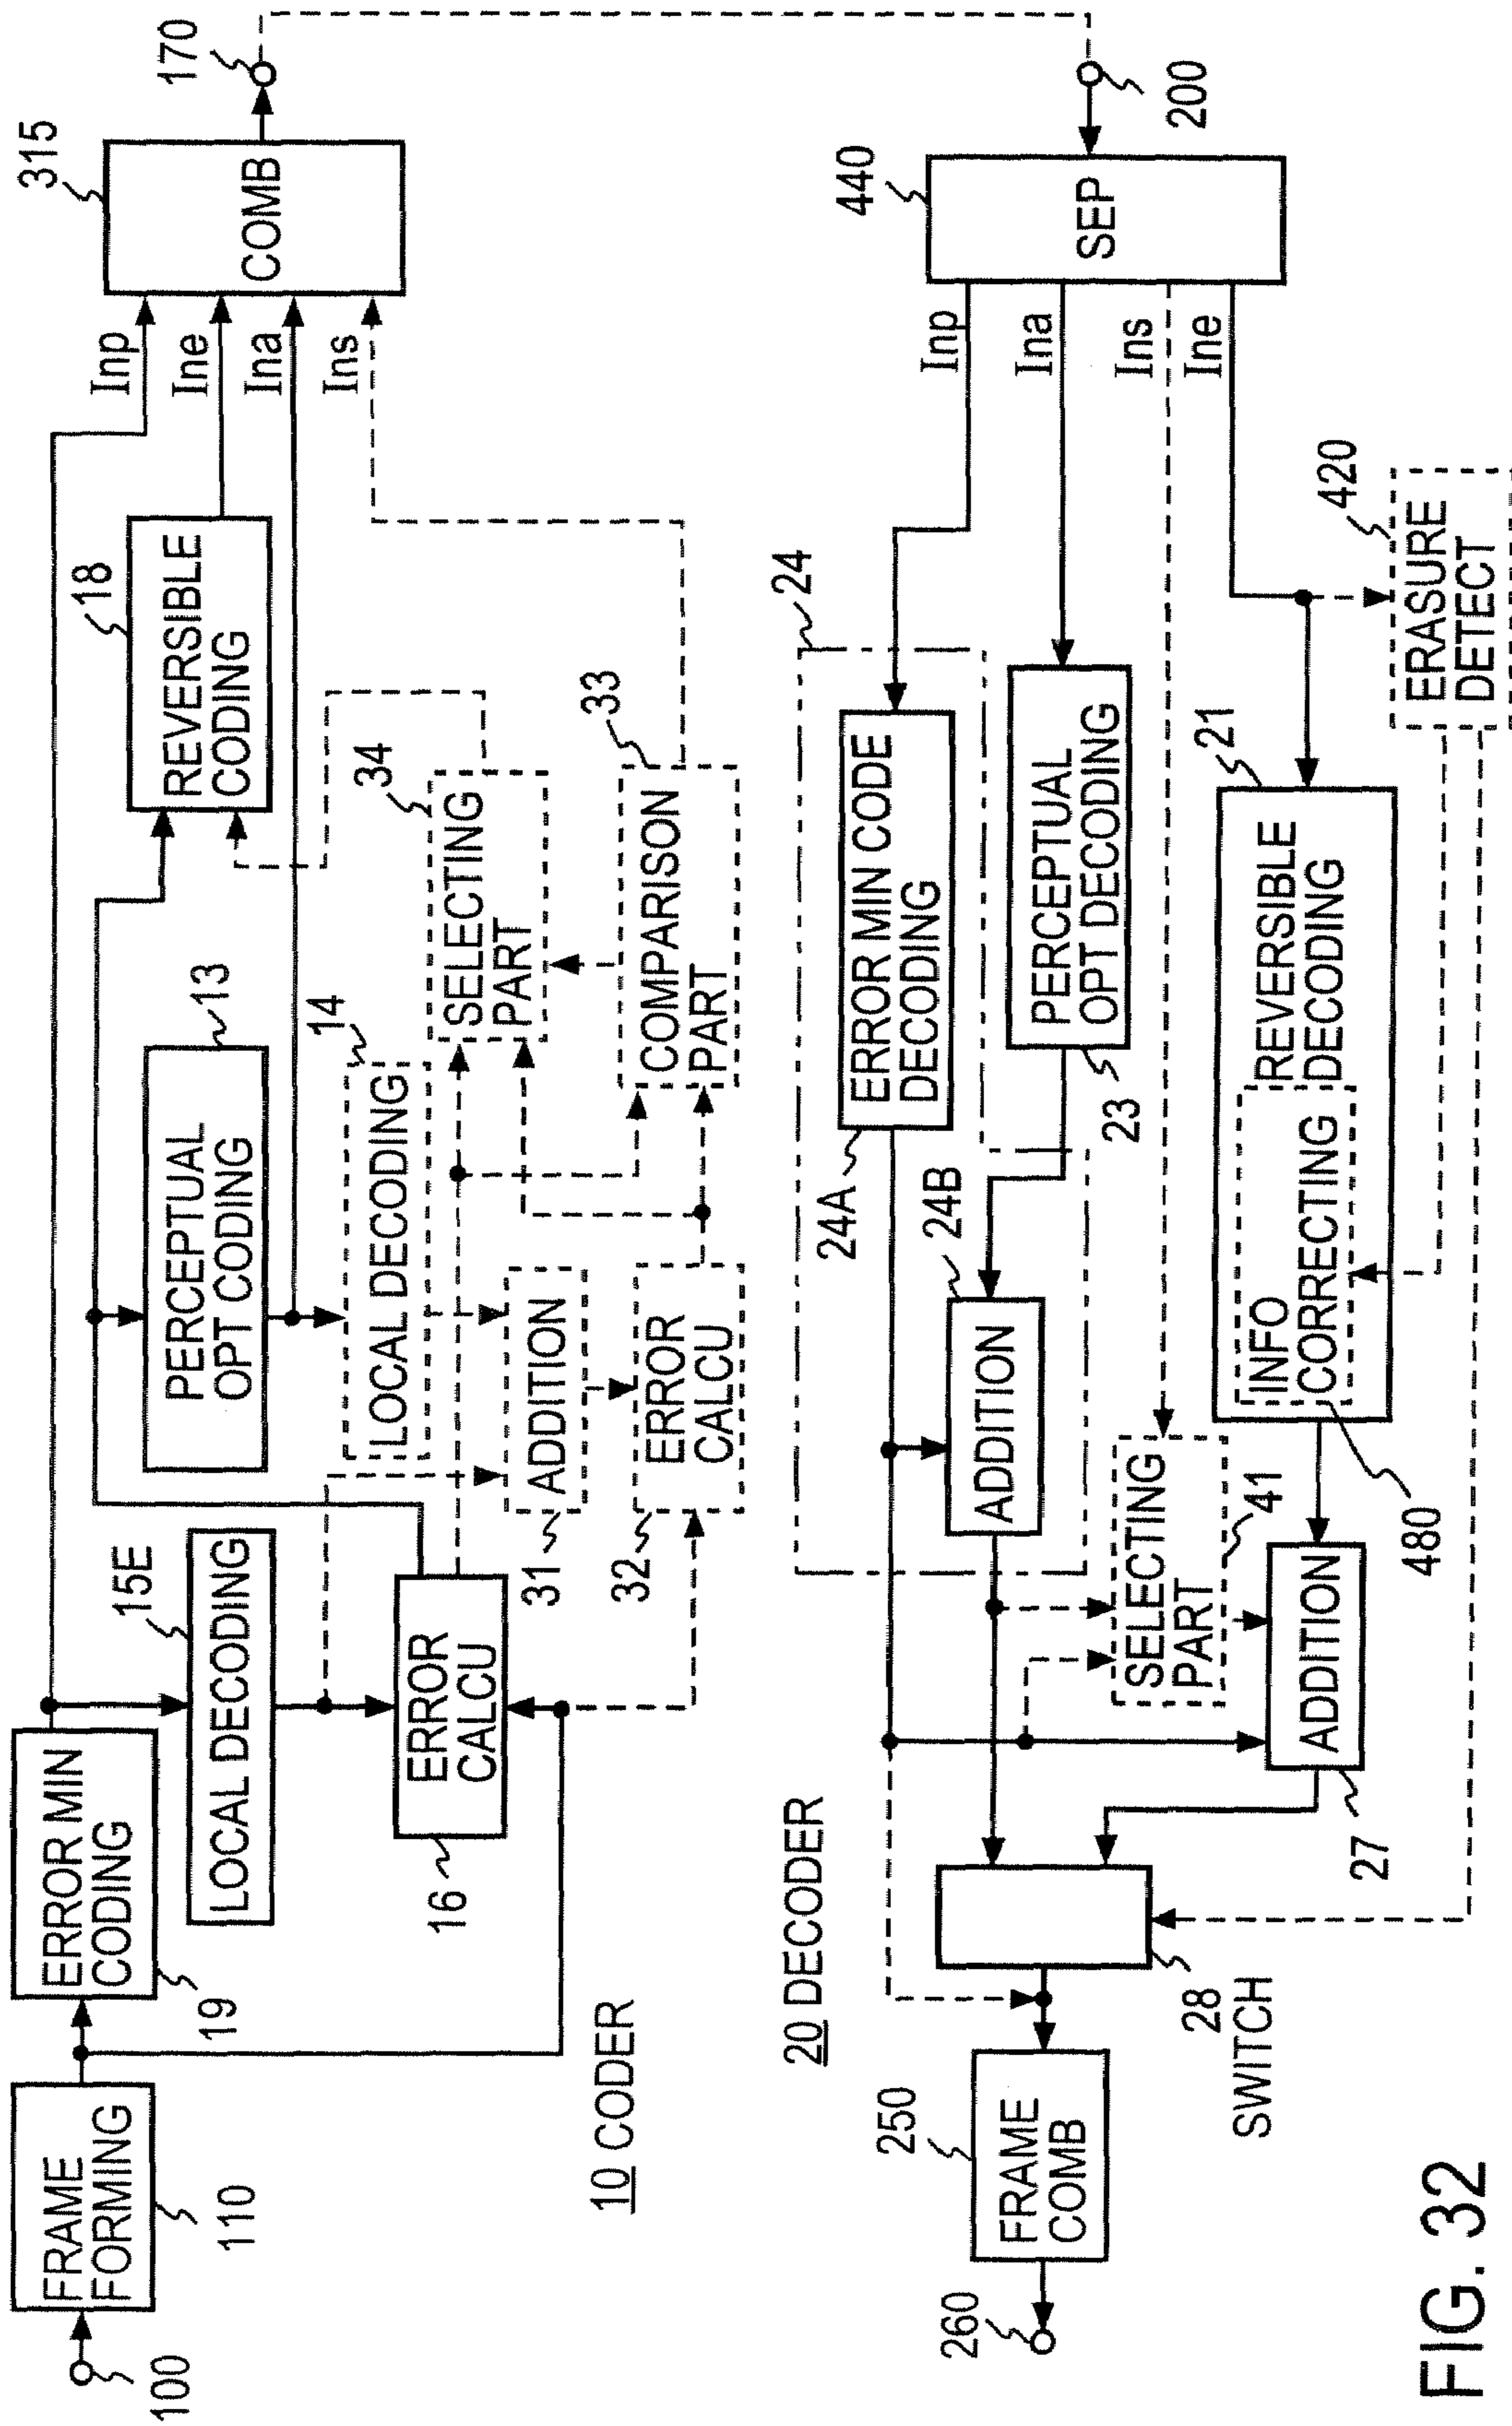 100
FRAME
FORMING
110
ERROR MIN
CODING
19
LOCAL DECODING
15E
ERROR
CALCU
16
PERCEPTUAL
OPT CODING
13
LOCAL DECODING
14
ADDITION
31
ERROR
CALCU
32
SELECTING
PART
34
COMPARISON
PART
33
REVERSIBLE
CODING
18
Inp
Ine
Ina
Ins
COMB
315
170
10 CODER
20 DECODER
200
SEP
440
Inp
Ina
Ins
Ine
24
ERROR MIN CODE
DECODING
24A
PERCEPTUAL
OPT DECODING
23
ADDITION
24B
ERASURE
DETECT
420
REVERSIBLE
DECODING
21
INFO
CORRECTING
480
SELECTING
PART
41
ADDITION
27
28
SWITCH
FRAME
COMB
250
260
FIG. 32